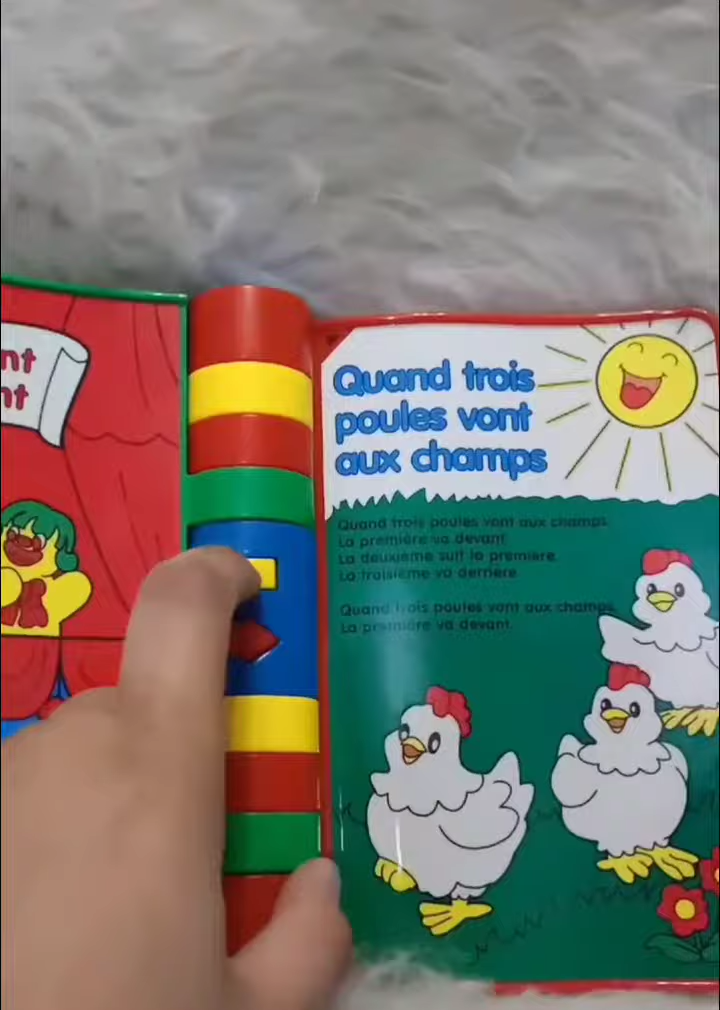 nt
nt
Quand trois
poules vont
aux champs
Quand trois poules vont aux champs,
La première va devant
La deuxième suit la première.
La troisième va derrière
Quand trois poules vont aux champs,
La première va devant.